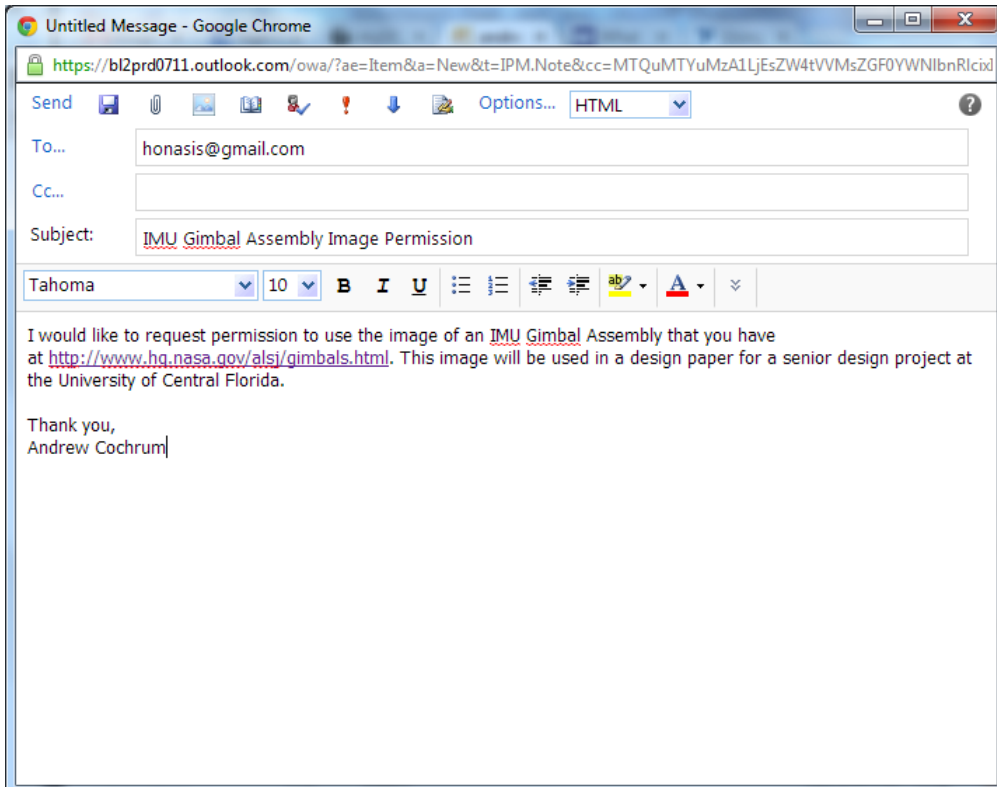 Untitled Message - Google Chrome
https://bl2prd0711.outlook.com/owa/?ae=Item&a=New&t=IPM.Note&cc=MTQuMTYuMzA1LjEsZW4tVVMsZGF0YWNlbnRlcixl
Send Options... HTML
To... honasis@gmail.com
Cc...
Subject: IMU Gimbal Assembly Image Permission
Tahoma 10 B I U ab A
I would like to request permission to use the image of an IMU Gimbal Assembly that you have
at http://www.hq.nasa.gov/alsj/gimbals.html. This image will be used in a design paper for a senior design project at
the University of Central Florida.
Thank you,
Andrew Cochrum